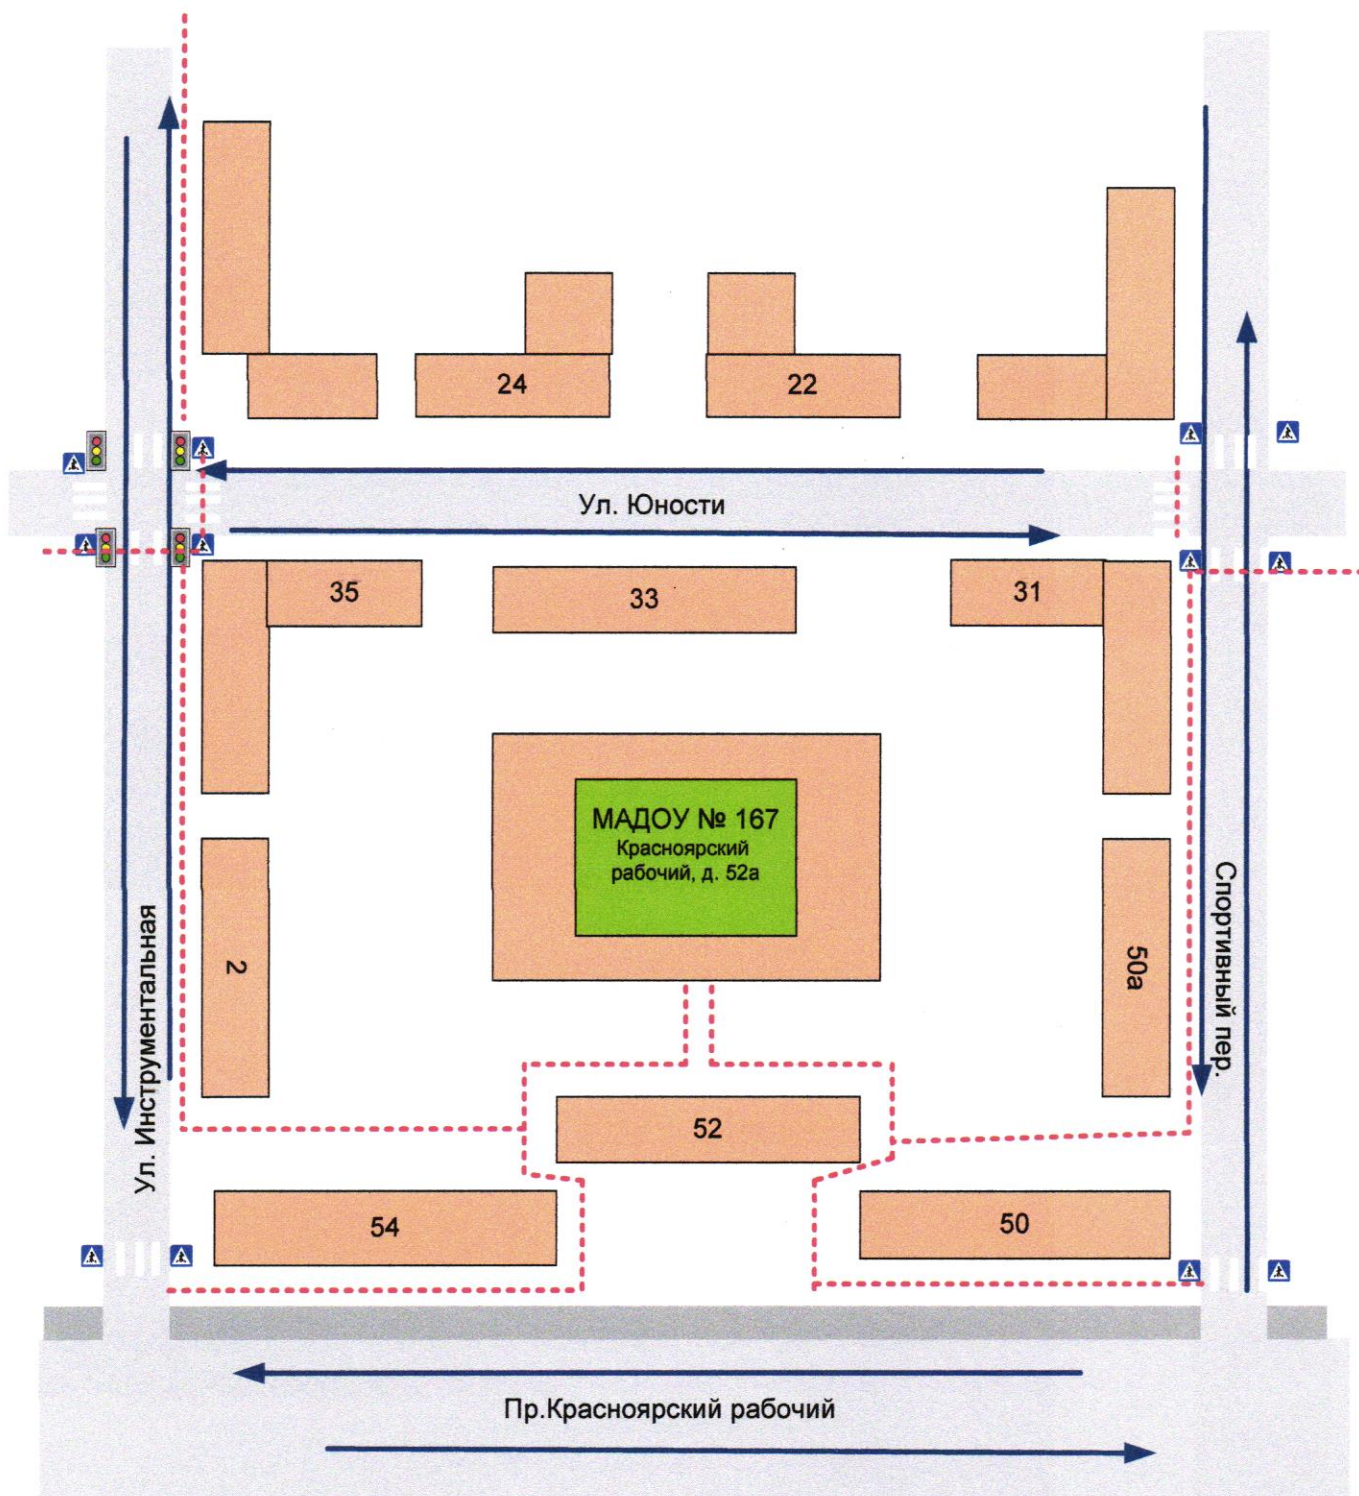 24
22
Ул. Юности
35
33
31
МАДОУ № 167
Красноярский
рабочий, д. 52а
Ул. Инструментальная
2
50а
Спортивный пер.
52
54
50
Пр.Красноярский рабочий